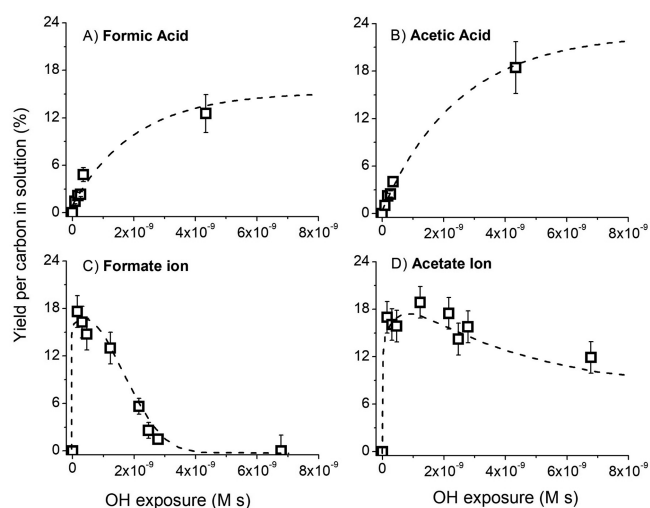 A) Formic Acid
B) Acetic Acid
24
18
12
6
0
24
18
12
6
0
0
2x10⁻⁹
4x10⁻⁹
6x10⁻⁹
8x10⁻⁹
0
2x10⁻⁹
4x10⁻⁹
6x10⁻⁹
8x10⁻⁹
Yield per carbon in solution (%)
C) Formate ion
D) Acetate Ion
24
18
12
6
0
24
18
12
6
0
0
2x10⁻⁹
4x10⁻⁹
6x10⁻⁹
8x10⁻⁹
0
2x10⁻⁹
4x10⁻⁹
6x10⁻⁹
8x10⁻⁹
OH exposure (M s)
OH exposure (M s)